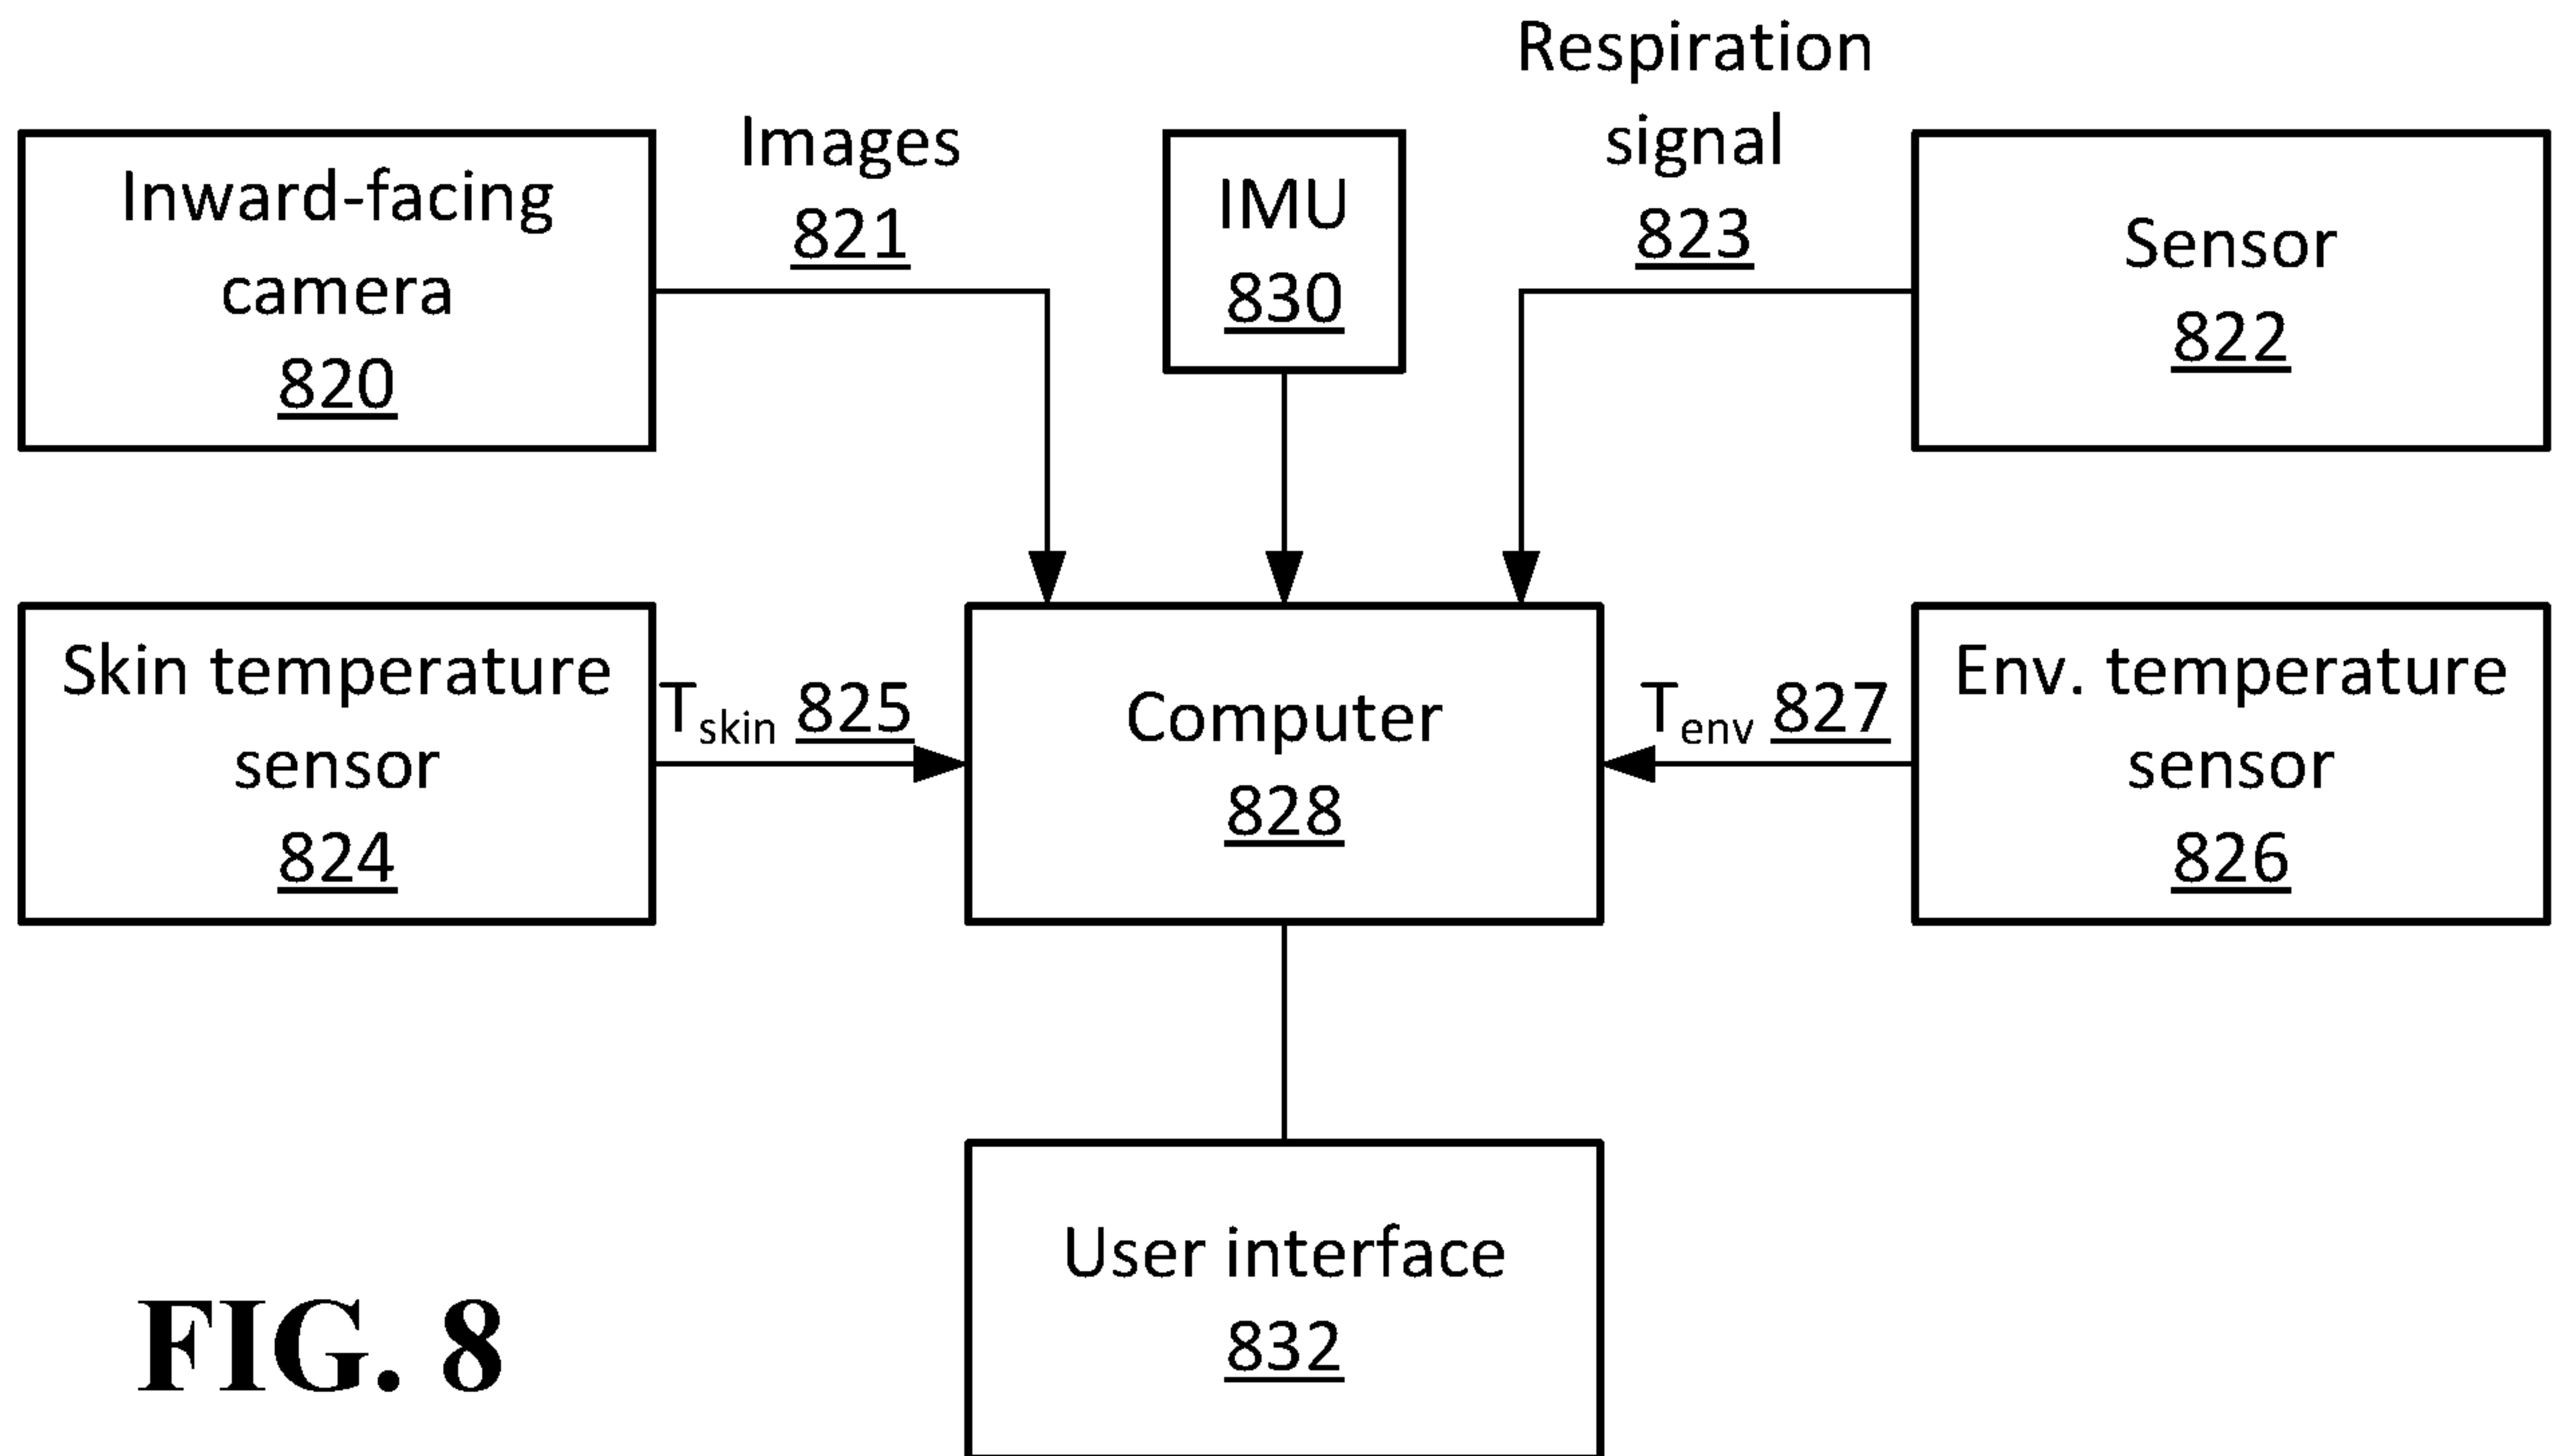 Inward-facing
camera
820
Images
821
IMU
830
Respiration
signal
823
Sensor
822
Skin temperature
sensor
824
Tskin 825
Computer
828
Tenv 827
Env. temperature
sensor
826
User interface
832
FIG. 8